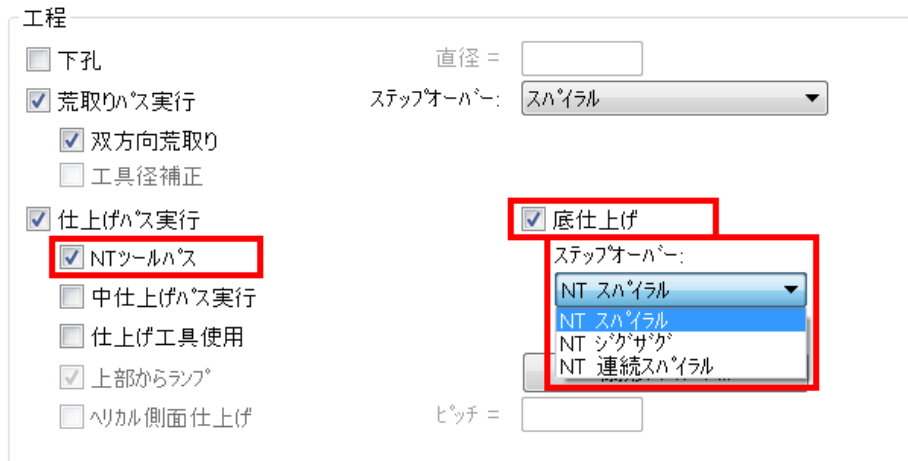 工程
下孔 直径 =
荒取りパス実行 ステップオーバー: スパイラル
双方向荒取り
工具径補正
仕上げパス実行 底仕上げ
NTツールパス ステップオーバー:
NT スパイラル
中仕上げパス実行 NT スパイラル
仕上げ工具使用 NT ジグザグ
NT 連続スパイラル
上部からランプ
ヘリカル側面仕上げ ピッチ =